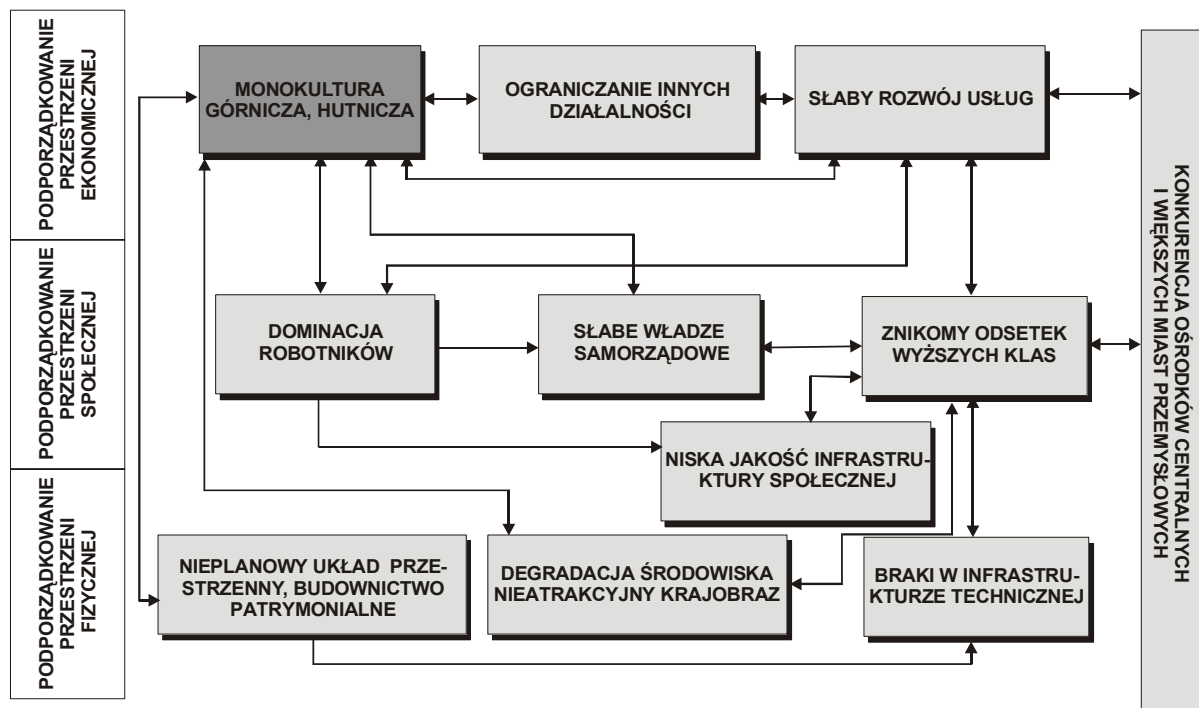 PODPORZĄDKOWANIE
PRZESTRZENI
EKONOMICZNEJ
MONOKULTURA
GÓRNICZA, HUTNICZA
OGRANICZANIE INNYCH
DZIAŁALNOŚCI
SŁABY ROZWÓJ USŁUG
PODPORZĄDKOWANIE
PRZESTRZENI
SPOŁECZNEJ
DOMINACJA
ROBOTNIKÓW
SŁABE WŁADZE
SAMORZĄDOWE
ZNIKOMY ODSETEK
WYŻSZYCH KLAS
NISKA JAKOŚĆ INFRASTRU-
KTURY SPOŁECZNEJ
PODPORZĄDKOWANIE
PRZESTRZENI
FIZYCZNEJ
NIEPLANOWY UKŁAD PRZE-
STRZENNY, BUDOWNICTWO
PATRYMONIALNE
DEGRADACJA ŚRODOWISKA
NIEATRAKCYJNY KRAJOBRAZ
BRAKI W INFRASTRU-
KTURZE TECHNICZNEJ
KONKURENCJA OŚRODKÓW CENTRALNYCH
I WIĘKSZYCH MIAST PRZEMYSŁOWYCH